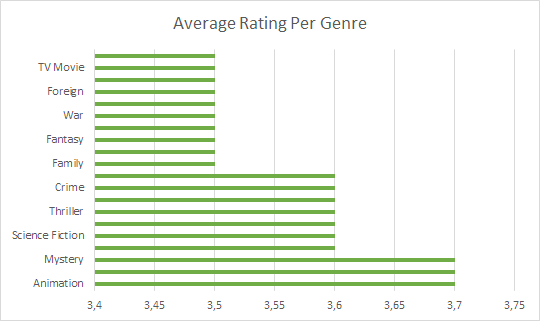 Average Rating Per Genre
TV Movie
Foreign
War
Fantasy
Family
Crime
Thriller
Science Fiction
Mystery
Animation
3,4 3,45 3,5 3,55 3,6 3,65 3,7 3,75